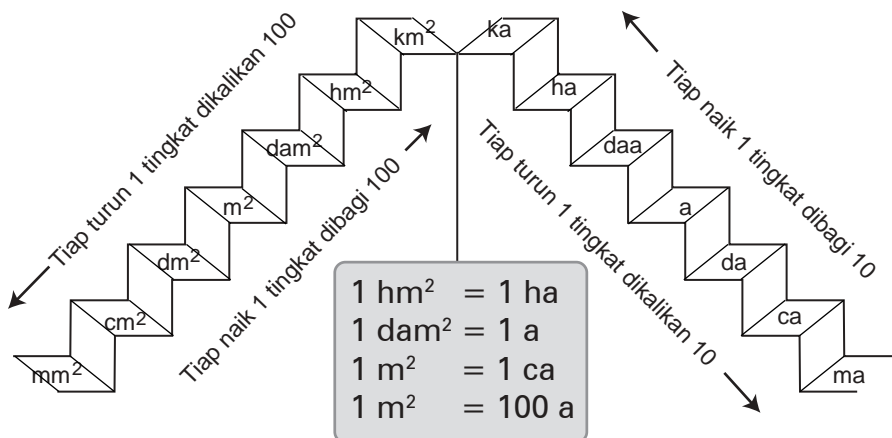 km²
hm²
dam²
m²
dm²
cm²
mm²
Tiap turun 1 tingkat dikalikan 100
Tiap naik 1 tingkat dibagi 100
ka
ha
daa
a
da
ca
ma
Tiap naik 1 tingkat dibagi 10
Tiap turun 1 tingkat dikalikan 10
1 hm² = 1 ha
1 dam² = 1 a
1 m² = 1 ca
1 m² = 100 a